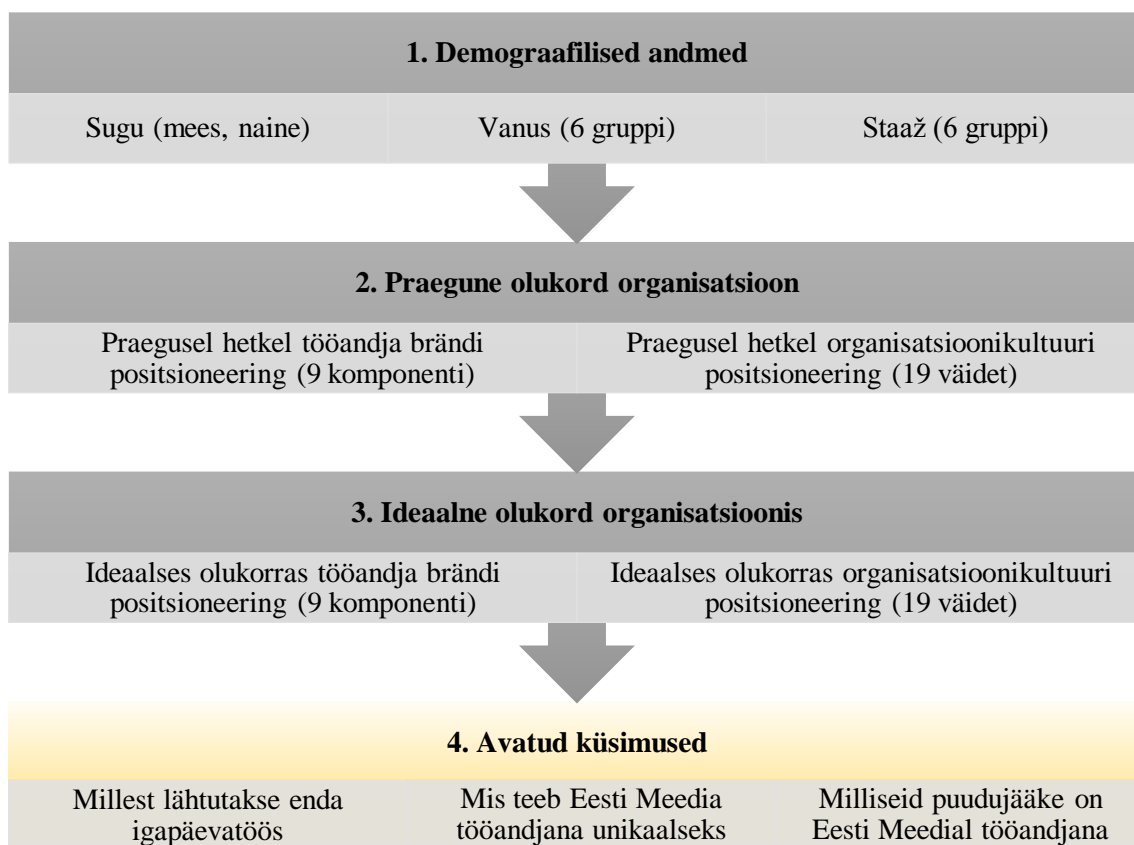 1. Demograafilised andmed
Sugu (mees, naine)
Vanus (6 gruppi)
Staaž (6 gruppi)
2. Praegune olukord organisatsioon
Praegusel hetkel tööandja brändi
positsioneering (9 komponenti)
Praegusel hetkel organisatsioonikultuuri
positsioneering (19 väidet)
3. Ideaalne olukord organisatsioonis
Ideaalses olukorras tööandja brändi
positsioneering (9 komponenti)
Ideaalses olukorras organisatsioonikultuuri
positsioneering (19 väidet)
4. Avatud küsimused
Millest lähtutakse enda
igapäevatöös
Mis teeb Eesti Meedia
tööandjana unikaalseks
Milliseid puudujääke on
Eesti Meedial tööandjana